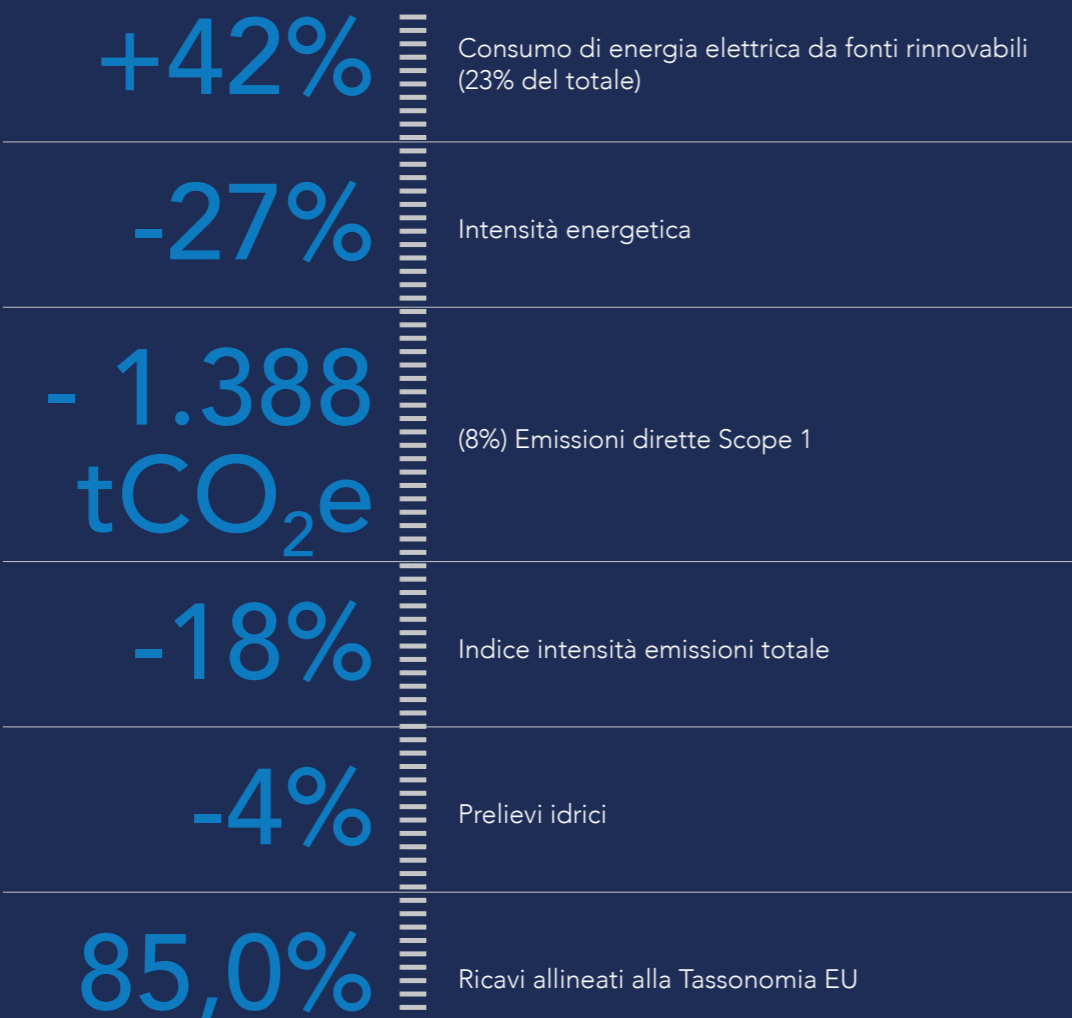 +42%
Consumo di energia elettrica da fonti rinnovabili
(23% del totale)
-27%
Intensità energetica
- 1.388
tCO₂e
(8%) Emissioni dirette Scope 1
-18%
Indice intensità emissioni totale
-4%
Prelievi idrici
85,0%
Ricavi allineati alla Tassonomia EU